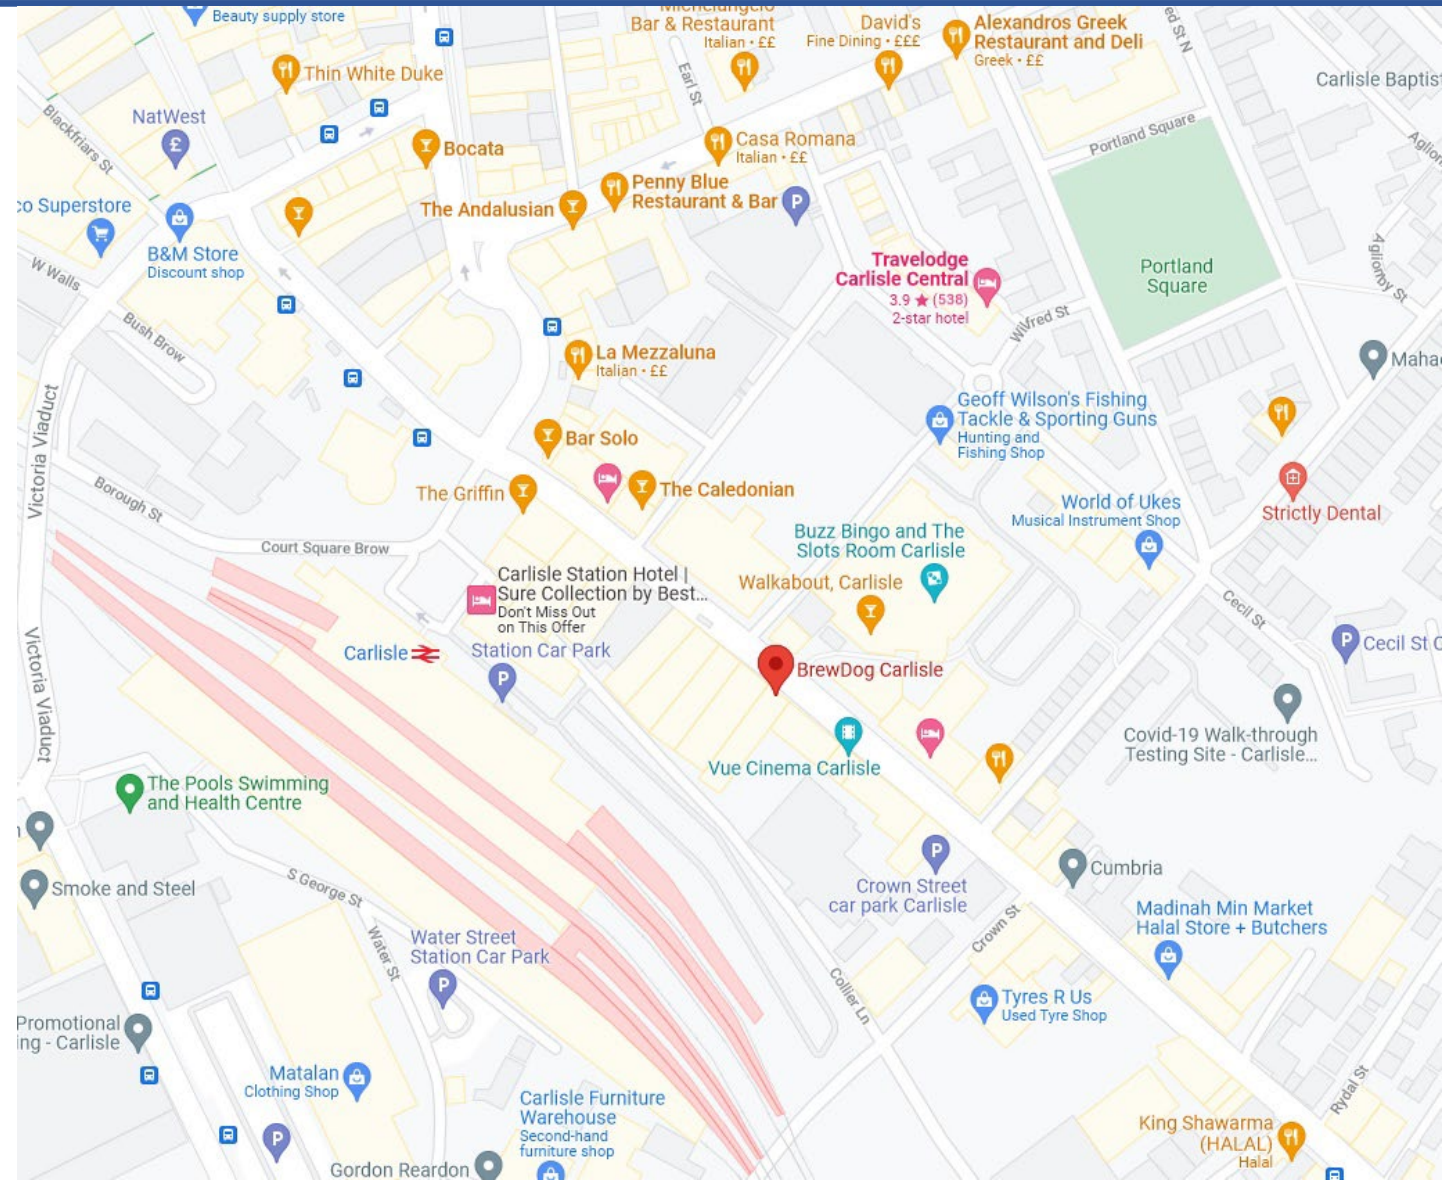 Beauty supply store
Bar & Restaurant
Italian • ££
David's
Fine Dining • £££
Alexandros Greek
Restaurant and Deli
Greek • ££
Thin White Duke
Earl St
Carlisle Baptist
Blackfriars St
NatWest
£
Bocata
Casa Romana
Italian • ££
Portland Square
Penny Blue
Restaurant & Bar
P
The Andalusian
B&M Store
Discount shop
W Walls
Superstore
Travelodge
Carlisle Central
3.9 ★ (538)
2-star hotel
Portland
Square
Aglionby St
Wilfred St
Bush Brow
La Mezzaluna
Italian • ££
Victoria Viaduct
Geoff Wilson's Fishing
Tackle & Sporting Guns
Hunting and
Fishing Shop
Bar Solo
The Griffin
The Caledonian
Borough St
World of Ukes
Musical Instrument Shop
Strictly Dental
Court Square Brow
Buzz Bingo and The
Slots Room Carlisle
Carlisle Station Hotel |
Sure Collection by Best...
Don't Miss Out
on This Offer
Walkabout, Carlisle
Cecil St
Carlisle
Station Car Park
P
BrewDog Carlisle
P
Cecil St
Victoria Viaduct
Covid-19 Walk-through
Testing Site - Carlisle...
Vue Cinema Carlisle
The Pools Swimming
and Health Centre
P
Crown Street
car park Carlisle
Cumbria
Smoke and Steel
S George St
Madinah Min Market
Halal Store + Butchers
Crown St
Water St
Water Street
Station Car Park
P
Collier Ln
Tyres R Us
Used Tyre Shop
Promotional
- Carlisle
Matalan
Clothing Shop
P
Carlisle Furniture
Warehouse
Second-hand
furniture shop
Rydal St
King Shawarma
(HALAL)
Halal
Gordon Reardon